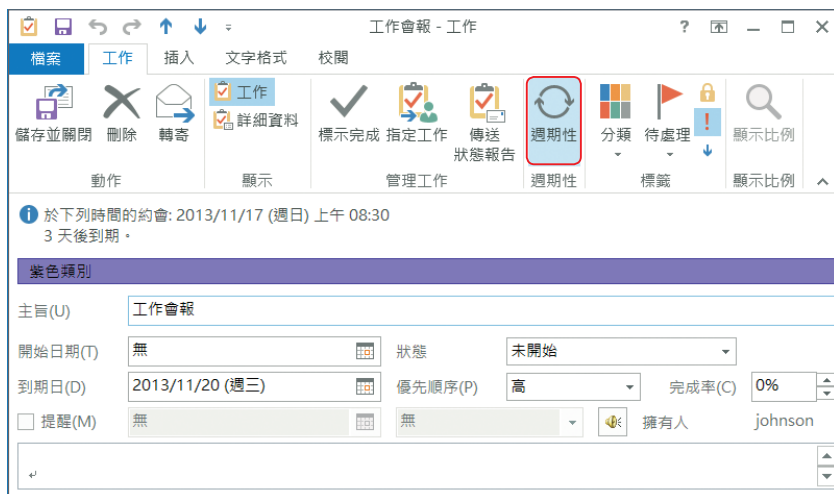 工作會報 - 工作
?
檔案 工作 插入 文字格式 校閱
儲存並關閉 刪除 轉寄 工作 詳細資料 標示完成 指定工作 傳送 狀態報告 週期性 分類 待處理 ! 顯示比例
動作 顯示 管理工作 週期性 標籤 顯示比例
於下列時間的約會: 2013/11/17 (週日) 上午 08:30
3 天後到期。
紫色類別
主旨(U) 工作會報
開始日期(T) 無 狀態 未開始
到期日(D) 2013/11/20 (週三) 優先順序(P) 高 完成率(C) 0%
提醒(M) 無 無 擁有人 johnson